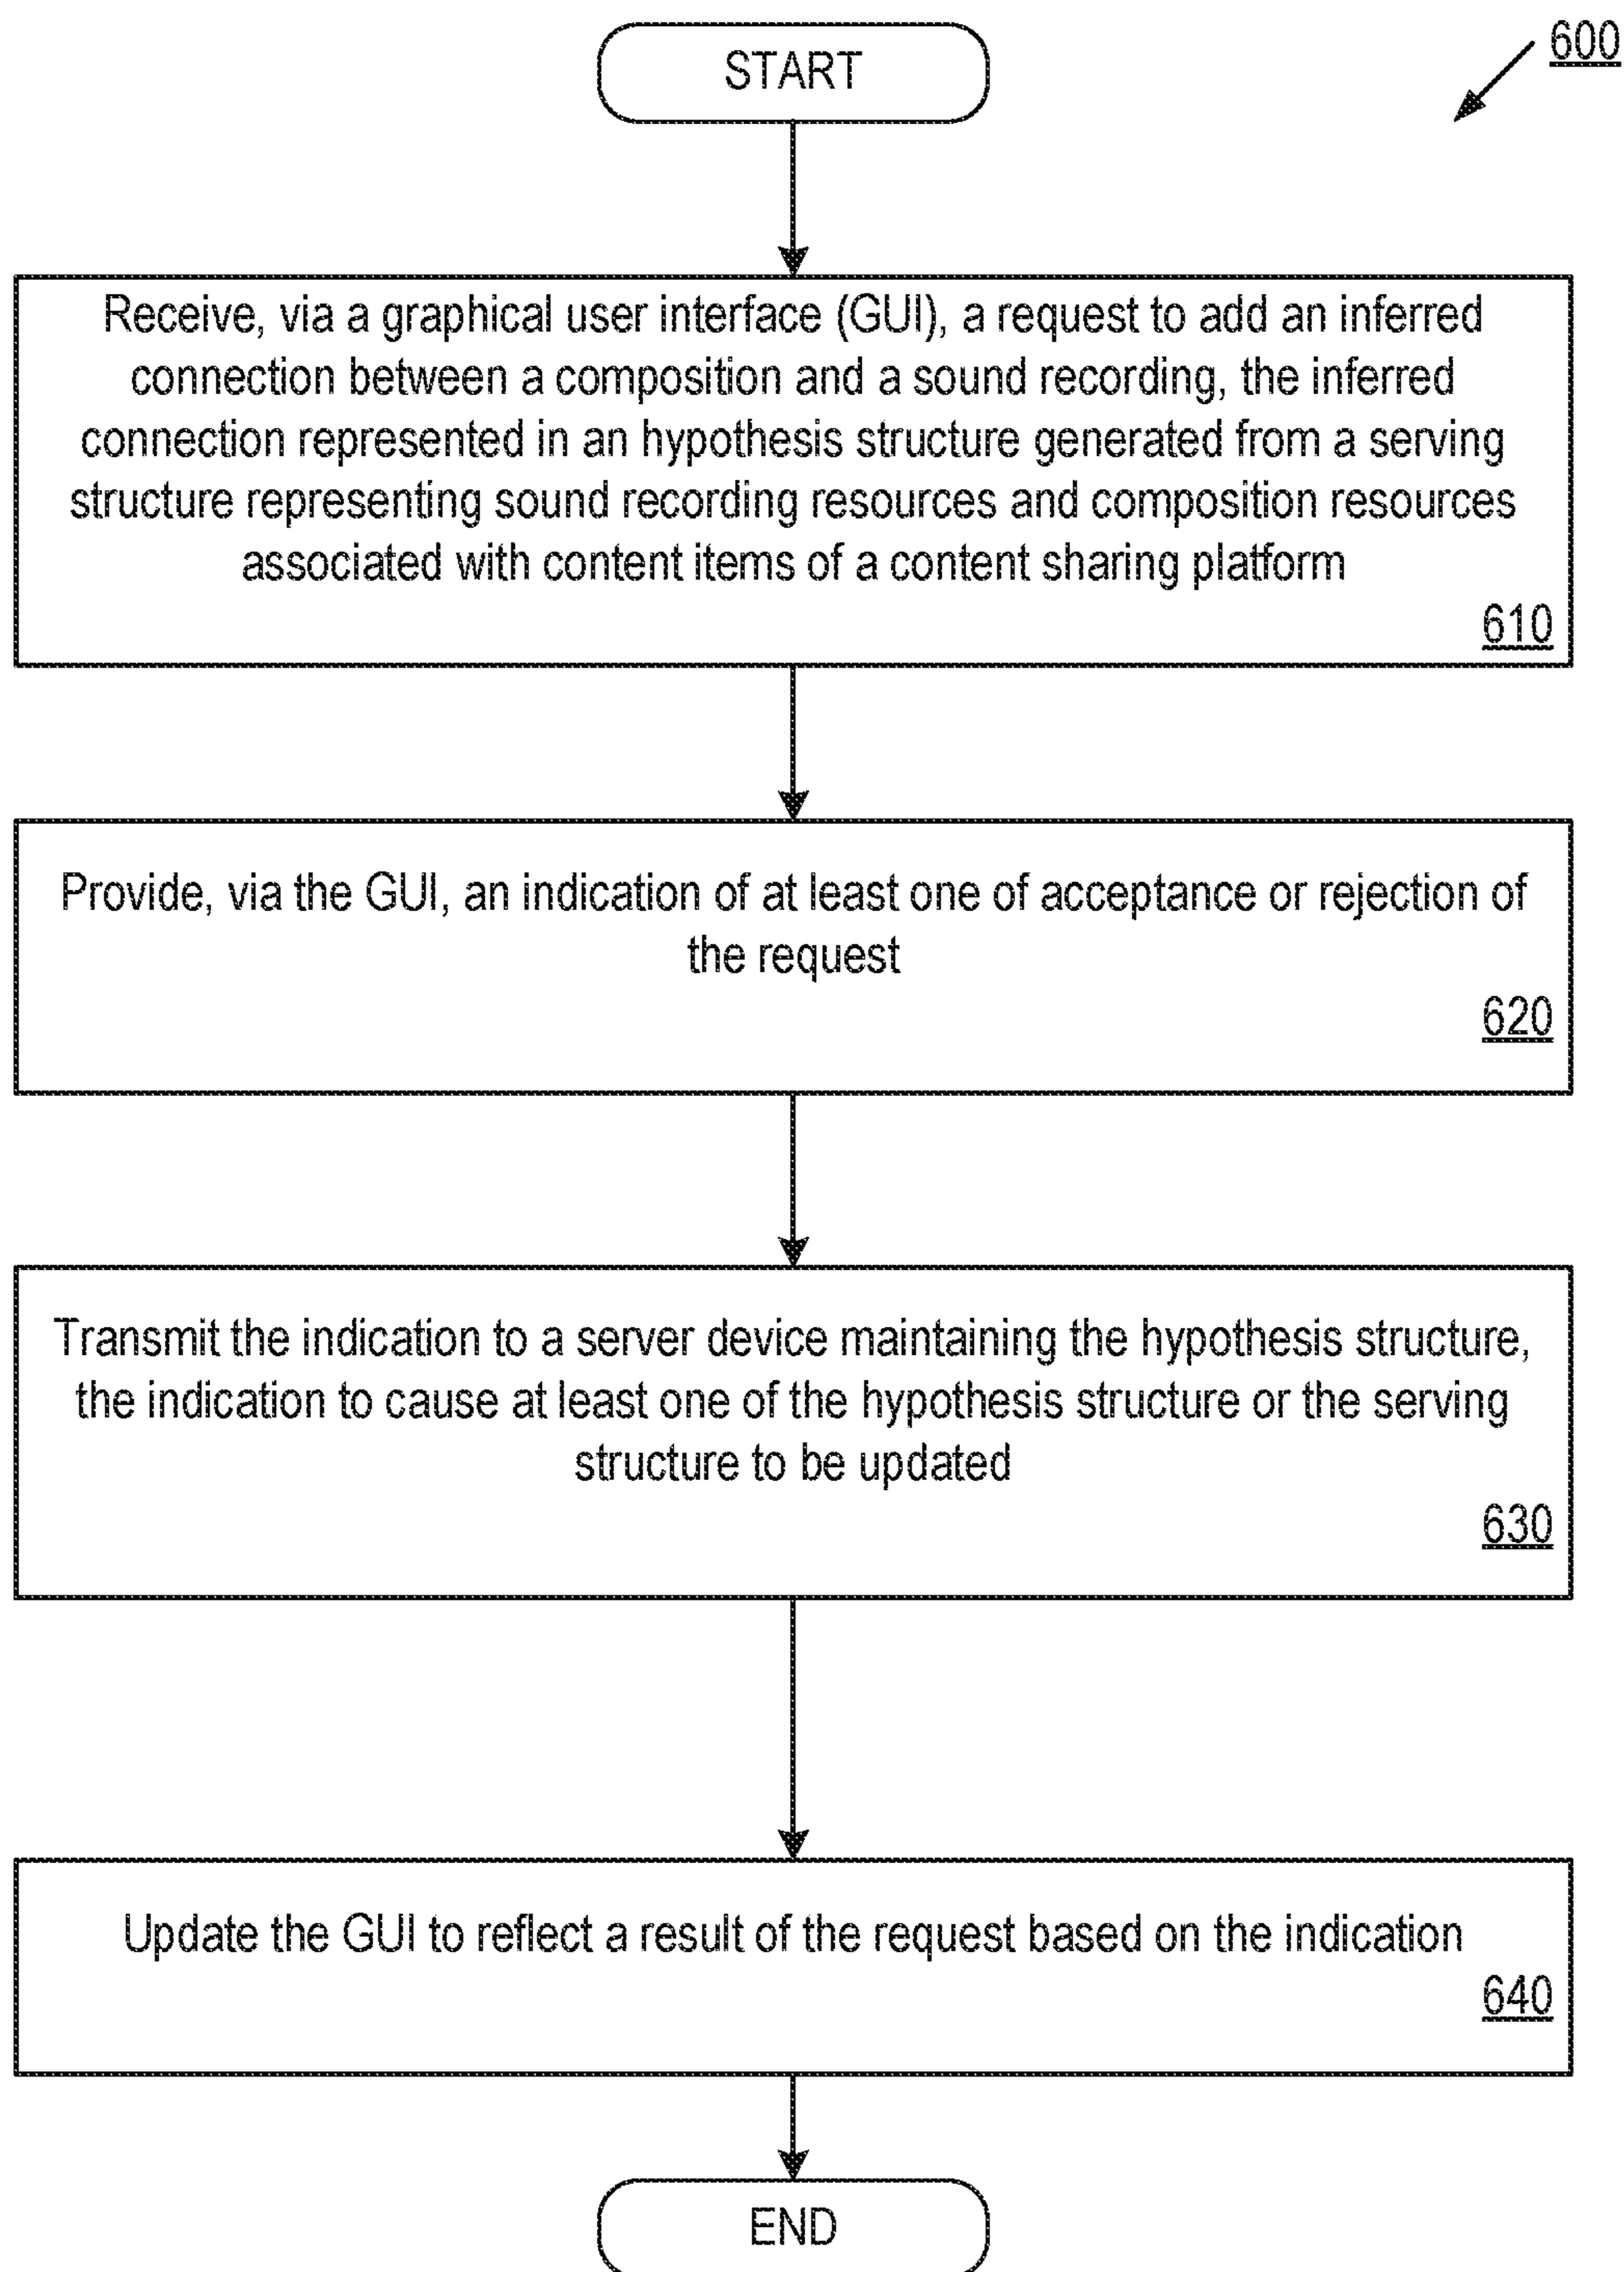 START
600
Receive, via a graphical user interface (GUI), a request to add an inferred
connection between a composition and a sound recording, the inferred
connection represented in an hypothesis structure generated from a serving
structure representing sound recording resources and composition resources
associated with content items of a content sharing platform
610
Provide, via the GUI, an indication of at least one of acceptance or rejection of
the request
620
Transmit the indication to a server device maintaining the hypothesis structure,
the indication to cause at least one of the hypothesis structure or the serving
structure to be updated
630
Update the GUI to reflect a result of the request based on the indication
640
END